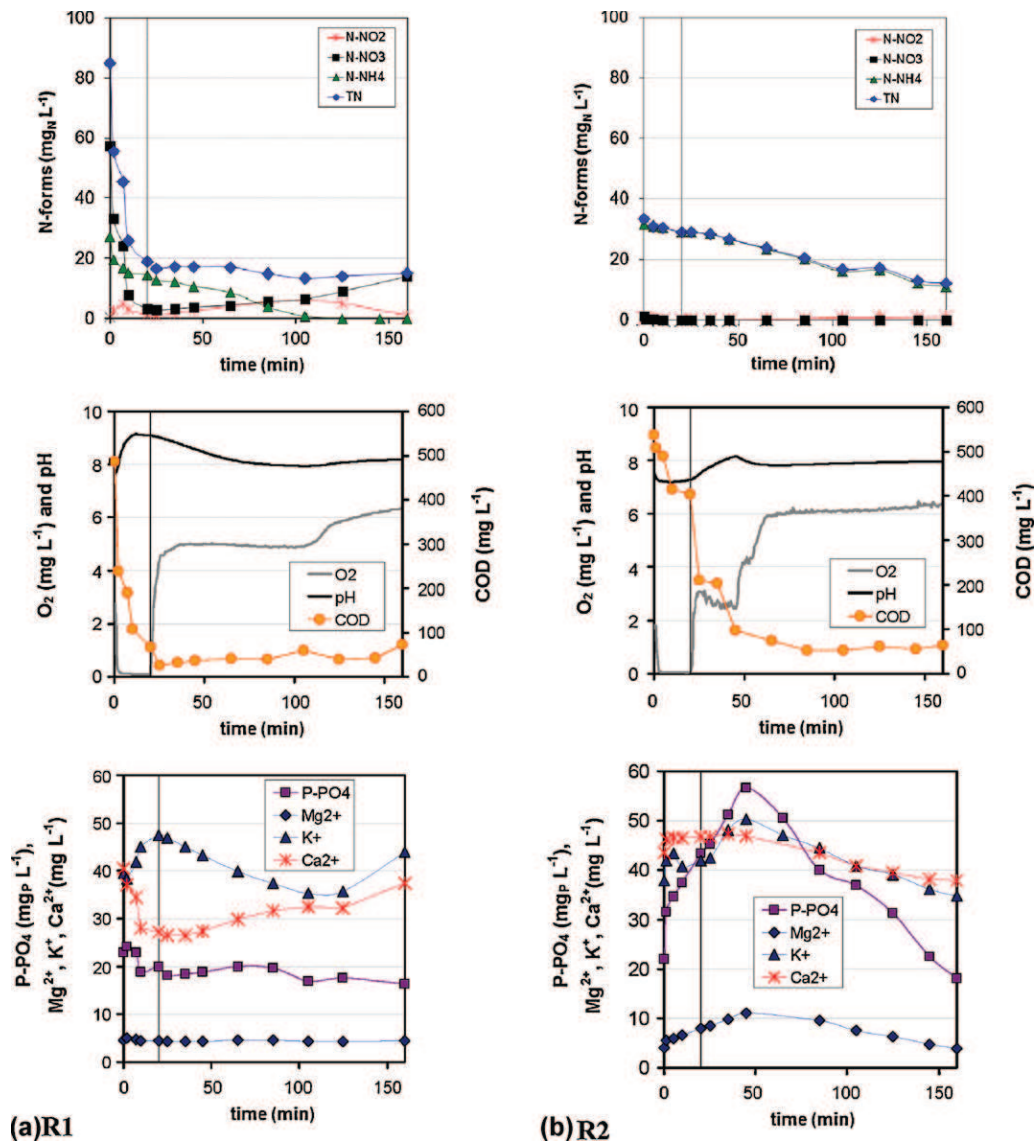 100
80
60
40
20
0
N-forms (mgN L-1)
N-NO2
N-NO3
N-NH4
TN
0 50 100 150
time (min)
100
80
60
40
20
0
N-forms (mgN L-1)
N-NO2
N-NO3
N-NH4
TN
0 50 100 150
time (min)
10
8
6
4
2
0
O2 (mg L-1) and pH
600
500
400
300
200
100
0
COD (mg L-1)
O2
pH
COD
0 50 100 150
time (min)
10
8
6
4
2
0
O2 (mg L-1) and pH
600
500
400
300
200
100
0
COD (mg L-1)
O2
pH
COD
0 50 100 150
time (min)
60
50
40
30
20
10
0
P-PO4 (mgP L-1),
Mg2+, K+, Ca2+(mg L-1)
P-PO4
Mg2+
K+
Ca2+
0 50 100 150
time (min)
60
50
40
30
20
10
0
P-PO4 (mgP L-1),
Mg2+, K+, Ca2+(mg L-1)
P-PO4
Mg2+
K+
Ca2+
0 50 100 150
time (min)
(a)R1
(b) R2